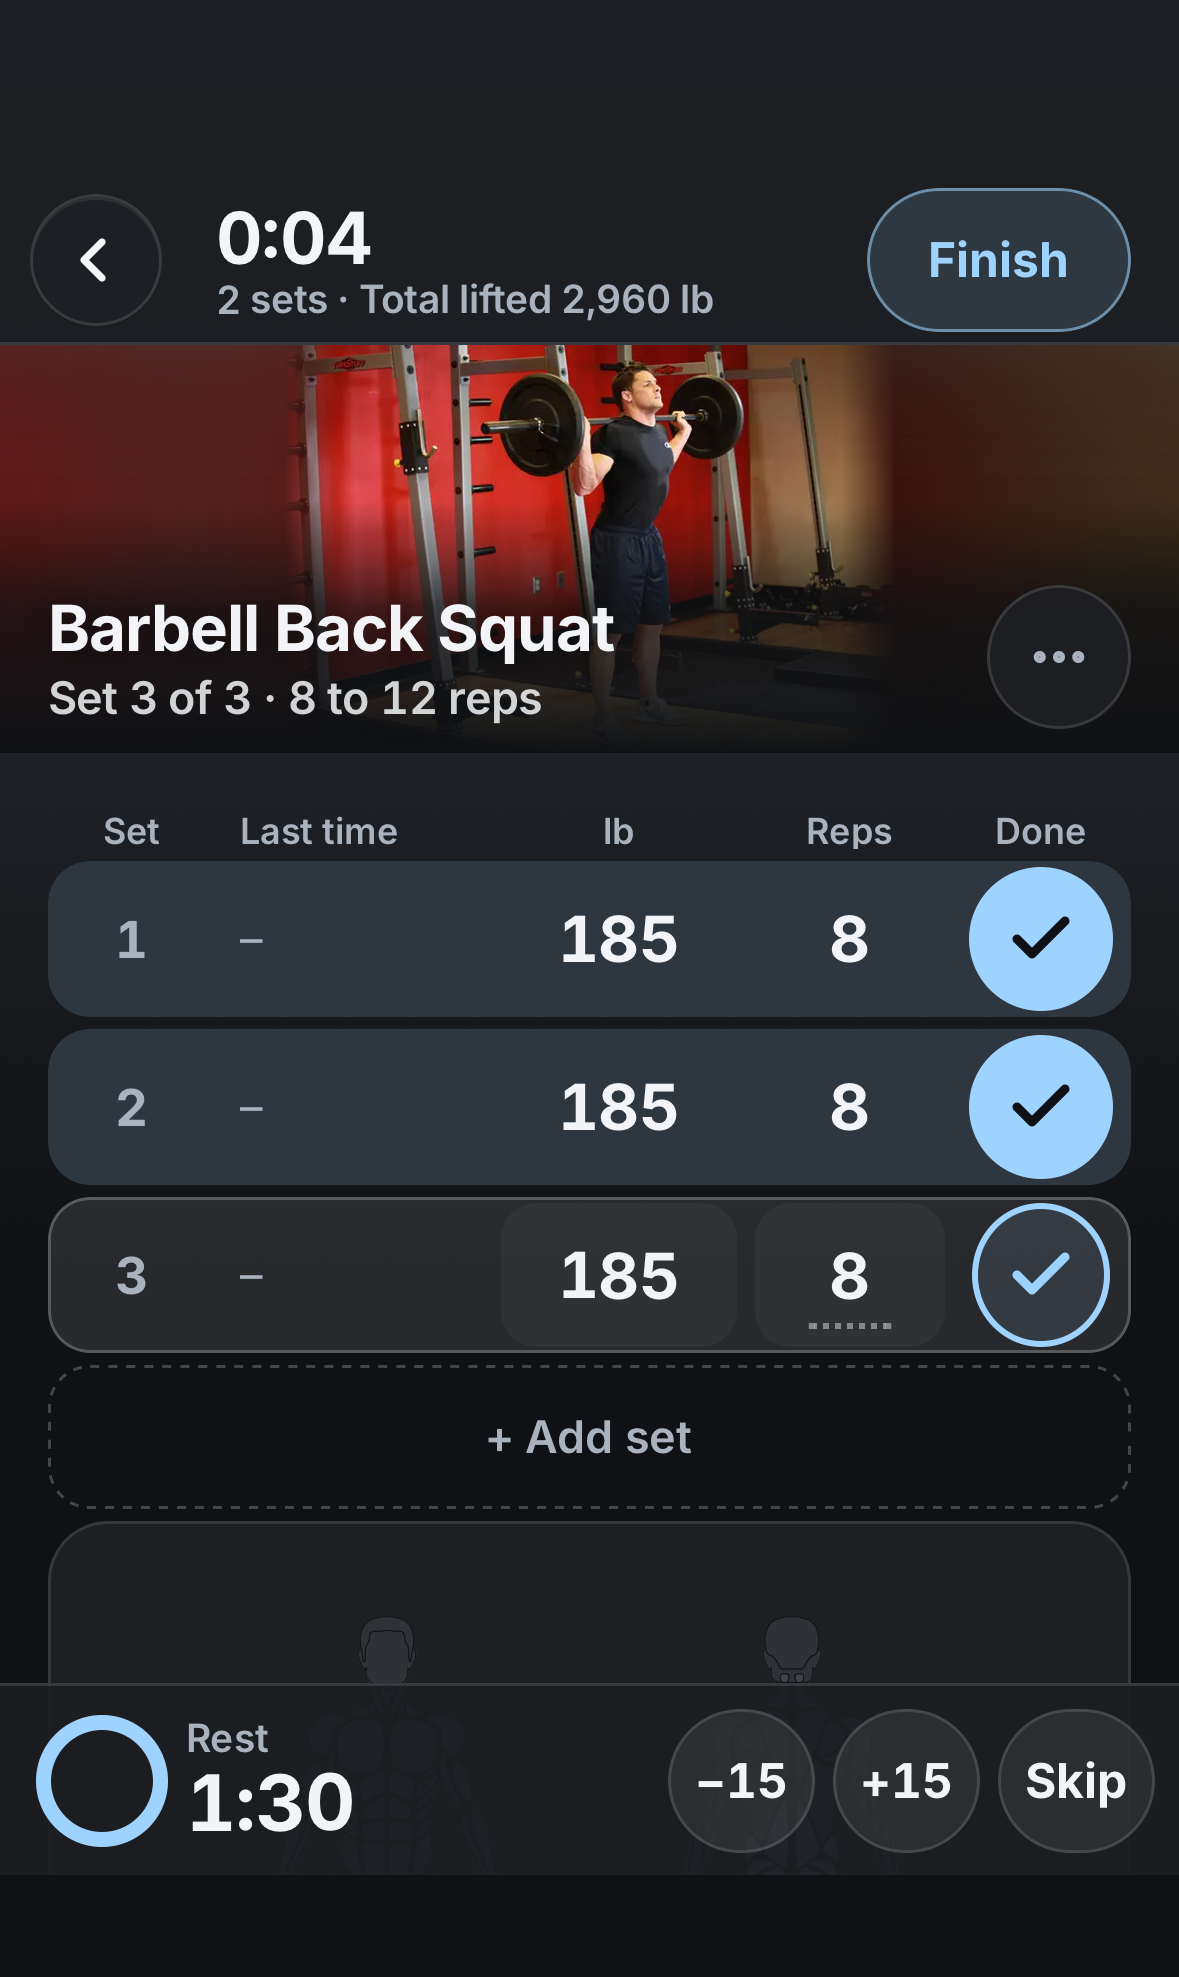 0:04
2 sets · Total lifted 2,960 lb
Finish
Barbell Back Squat
Set 3 of 3 · 8 to 12 reps
Set Last time lb Reps Done
1 – 185 8
2 – 185 8
3 – 185 8
+ Add set
Rest
1:30
–15 +15 Skip